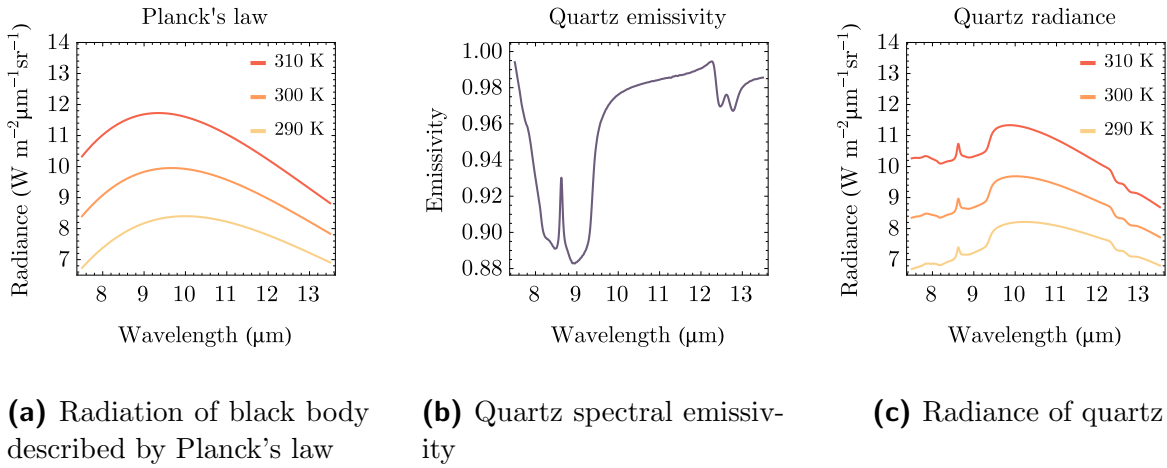 Planck's law
14
13
12
11
10
9
8
7
310 K
300 K
290 K
8 9 10 11 12 13
Radiance (W m⁻²μm⁻¹sr⁻¹)
Wavelength (μm)
Quartz emissivity
1.00
0.98
0.96
0.94
0.92
0.90
0.88
8 9 10 11 12 13
Emissivity
Wavelength (μm)
Quartz radiance
14
13
12
11
10
9
8
7
310 K
300 K
290 K
8 9 10 11 12 13
Radiance (W m⁻²μm⁻¹sr⁻¹)
Wavelength (μm)
(a) Radiation of black body
described by Planck's law
(b) Quartz spectral emissiv-
ity
(c) Radiance of quartz